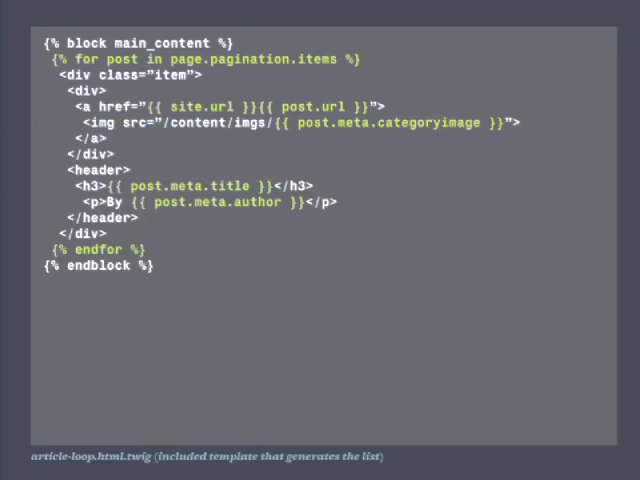 {% block main_content %}
{% for post in page.pagination.items %}
<div class=”item”>
<div>
<a href=”{{ site.url }}{{ post.url }}”>
<img src=”/content/imgs/{{ post.meta.categoryimage }}”>
</a>
</div>
<header>
<h3>{{ post.meta.title }}</h3>
<p>By {{ post.meta.author }}</p>
</header>
</div>
{% endfor %}
{% endblock %}
article-loop.html.twig (included template that generates the list)